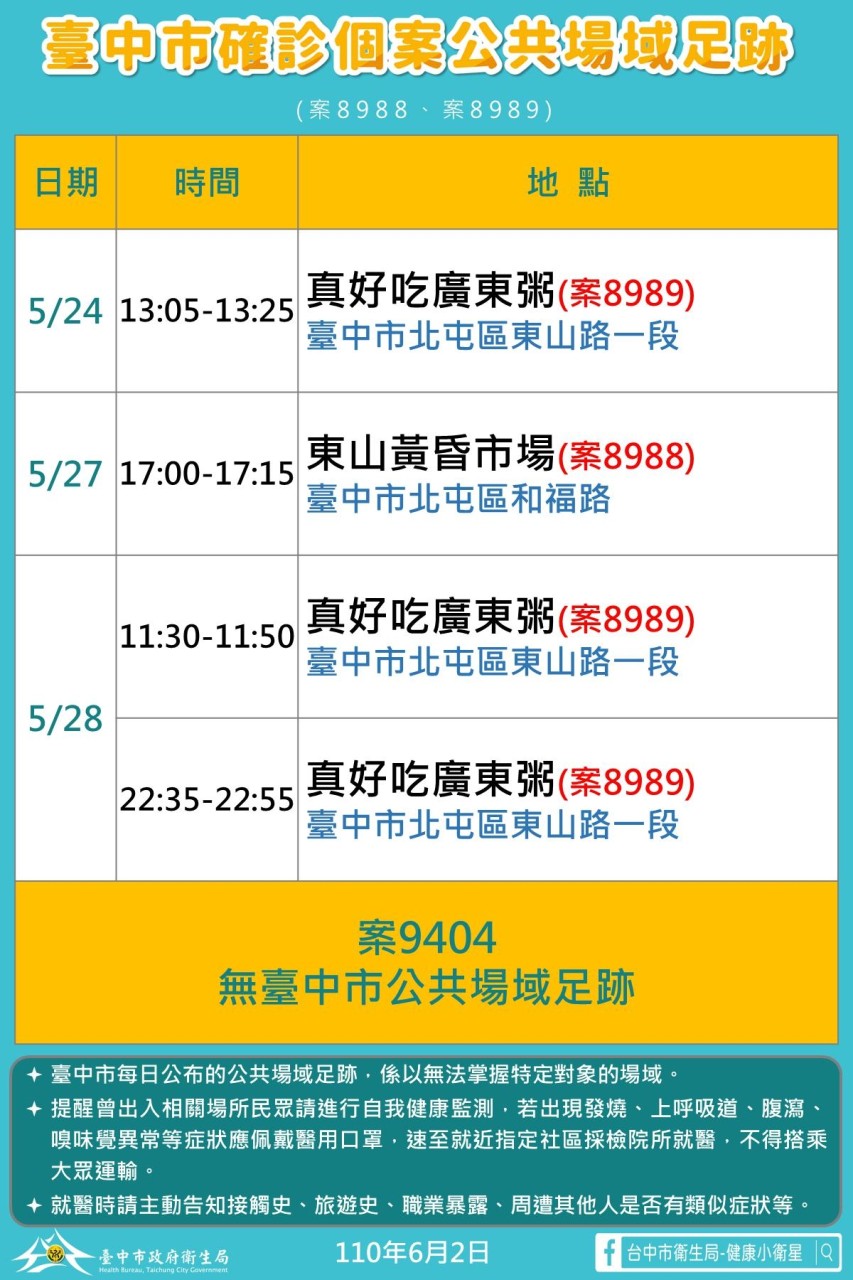 臺中市確診個案公共場域足跡
(案8988、案8989)
日期 時間 地 點
5/24 13:05-13:25 真好吃廣東粥(案8989)
臺中市北屯區東山路一段
5/27 17:00-17:15 東山黃昏市場(案8988)
臺中市北屯區和福路
5/28
11:30-11:50 真好吃廣東粥(案8989)
臺中市北屯區東山路一段
22:35-22:55 真好吃廣東粥(案8989)
臺中市北屯區東山路一段
案9404
無臺中市公共場域足跡
臺中市每日公布的公共場域足跡，係以無法掌握特定對象的場域。
提醒曾出入相關場所民眾請進行自我健康監測，若出現發燒、上呼吸道、腹瀉、
嗅味覺異常等症狀應佩戴醫用口罩，速至就近指定社區採檢院所就醫，不得搭乘
大眾運輸。
就醫時請主動告知接觸史、旅遊史、職業暴露、周遭其他人是否有類似症狀等。
臺中市政府衛生局
Health Bureau, Taichung City Government
110年6月2日
f 台中市衛生局-健康小衛星